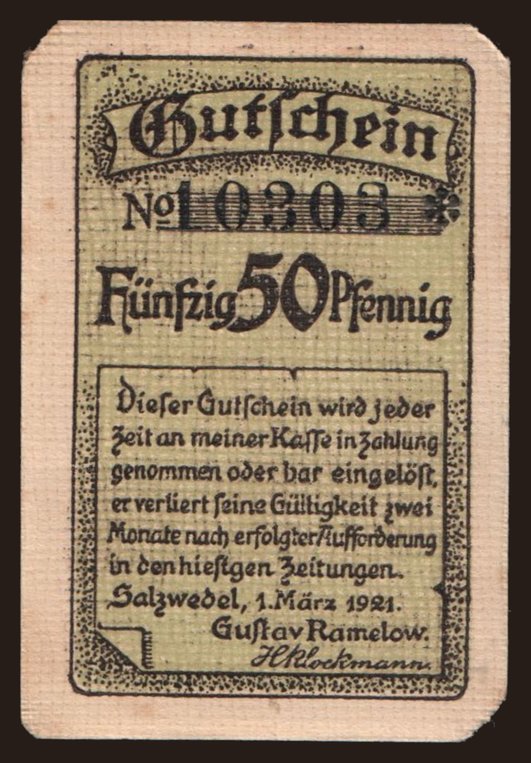 Gutschein
No 10303 *
Fünfzig 50 Pfennig
Dieser Gutschein wird jeder
Zeit an meiner Kasse in Zahlung
genommen oder bar eingelöst,
er verliert seine Gültigkeit zwei
Monate nach erfolgter Aufforderung
in den hiesigen Zeitungen.
Salzwedel, 1. März 1921.
Gustav Ramelow.
H Klockmann.